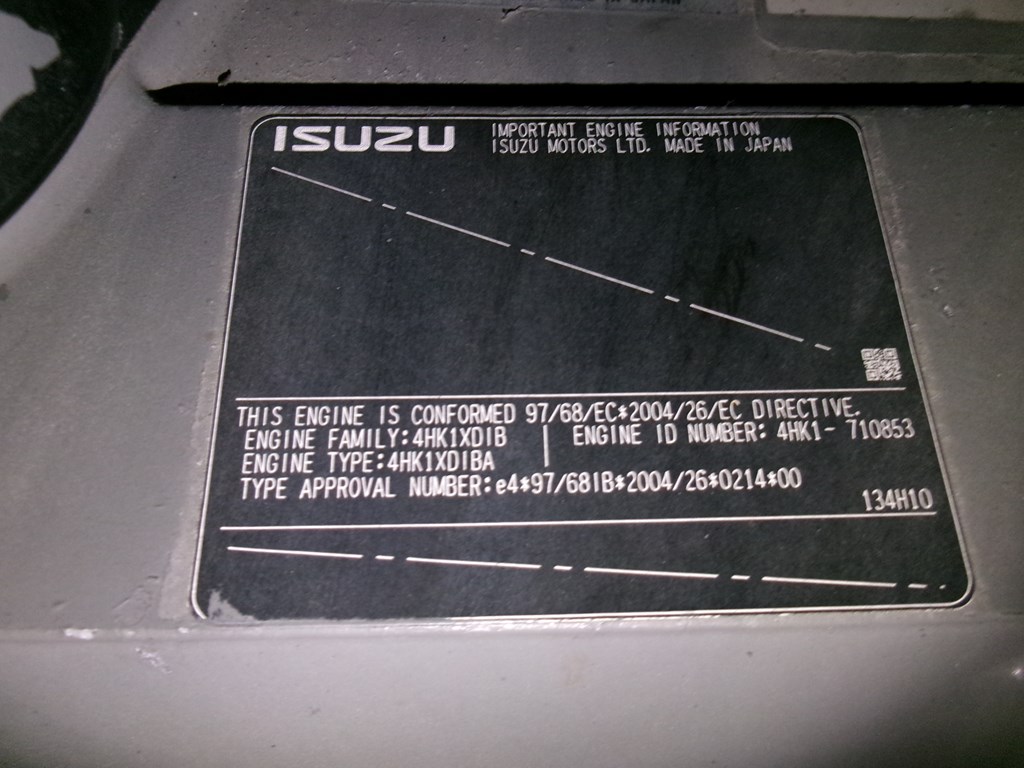 IN JAPAN
ISUZU
IMPORTANT ENGINE INFORMATION
ISUZU MOTORS LTD. MADE IN JAPAN
THIS ENGINE IS CONFORMED 97/68/EC*2004/26/EC DIRECTIVE.
ENGINE FAMILY:4HK1XDIB
ENGINE ID NUMBER: 4HK1- 710853
ENGINE TYPE:4HK1XDIBA
TYPE APPROVAL NUMBER:e4*97/68IB*2004/26*0214*00
134H10